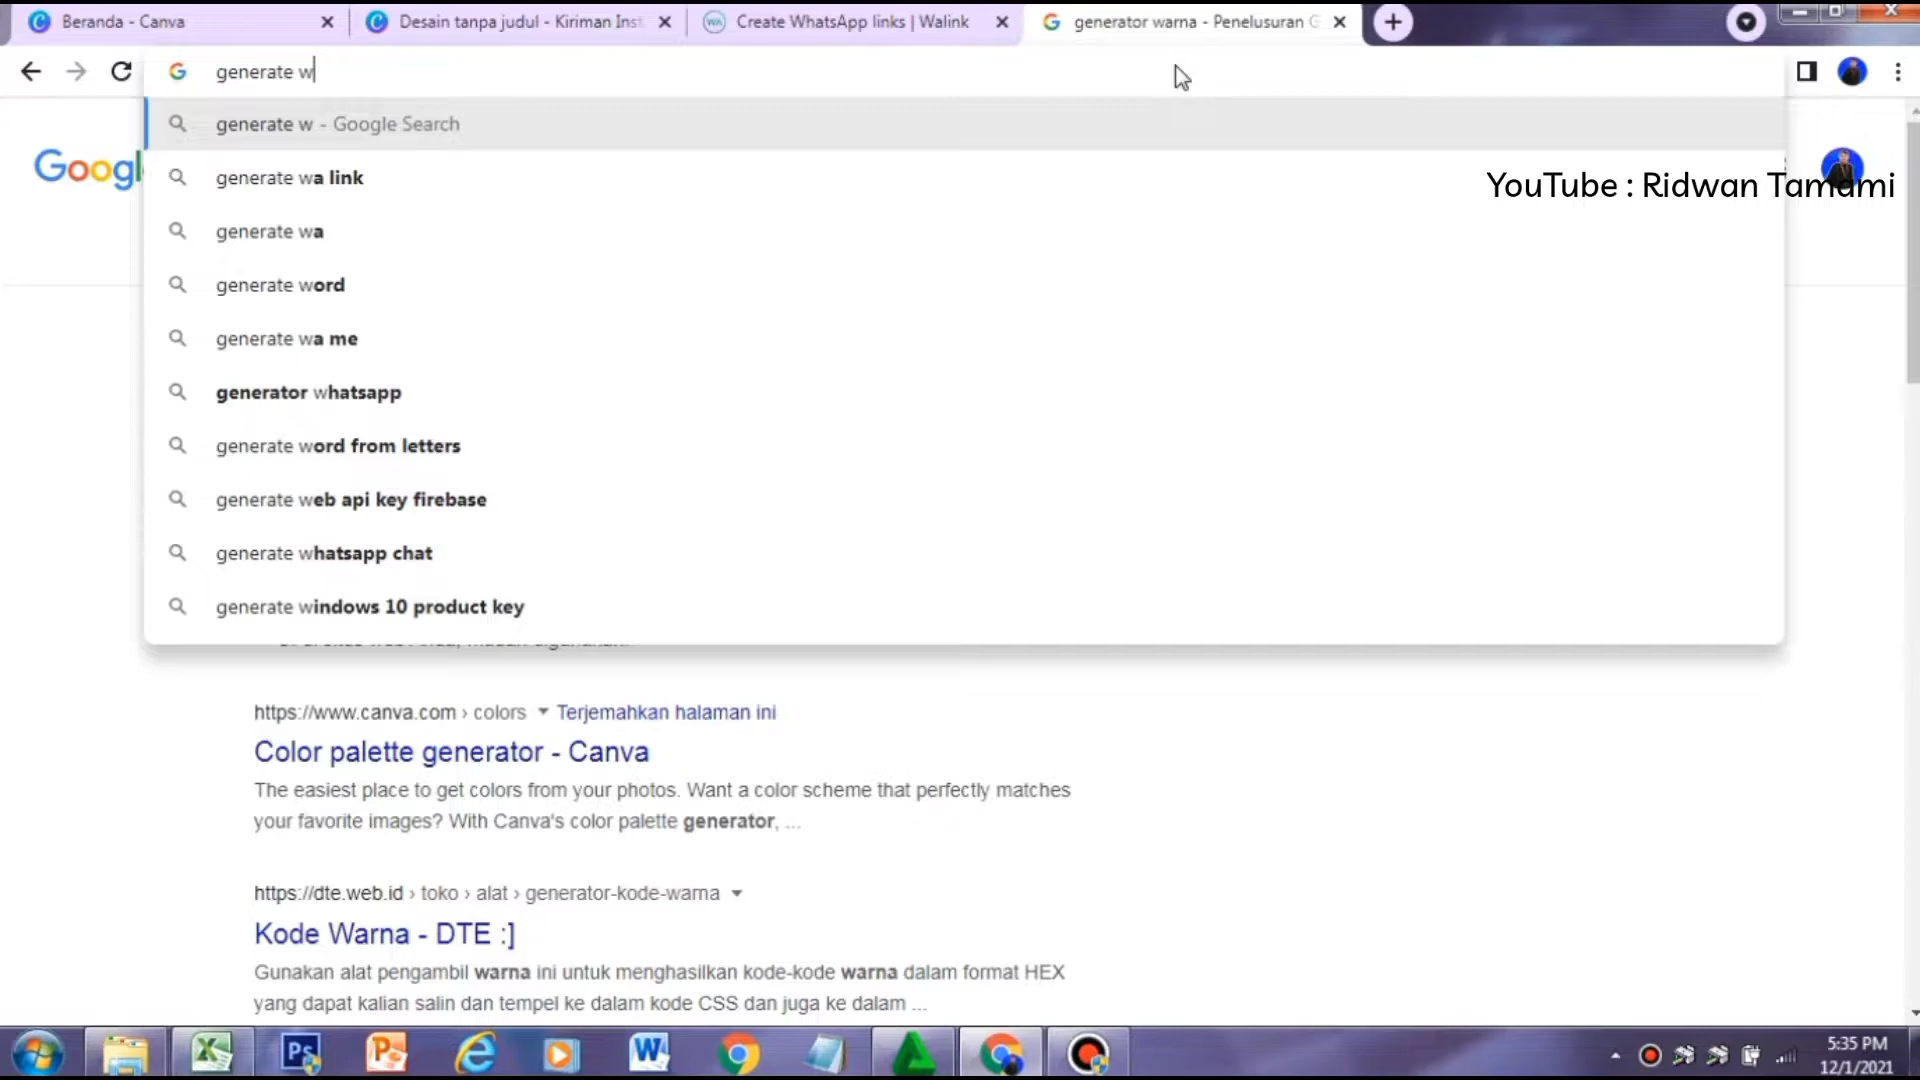 Beranda - Canva
Desain tanpa judul - Kiriman Inst
Create WhatsApp links | Walink
generator warna - Penelusuran G
generate w
generate w - Google Search
generate wa link
generate wa
generate word
generate wa me
generator whatsapp
generate word from letters
generate web api key firebase
generate whatsapp chat
generate windows 10 product key
Googl
YouTube : Ridwan Tamami
https://www.canva.com › colors Terjemahkan halaman ini
Color palette generator - Canva
The easiest place to get colors from your photos. Want a color scheme that perfectly matches
your favorite images? With Canva's color palette generator, ...
https://dte.web.id › toko › alat › generator-kode-warna
Kode Warna - DTE :]
Gunakan alat pengambil warna ini untuk menghasilkan kode-kode warna dalam format HEX
yang dapat kalian salin dan tempel ke dalam kode CSS dan juga ke dalam ...
5:35 PM
12/1/2021